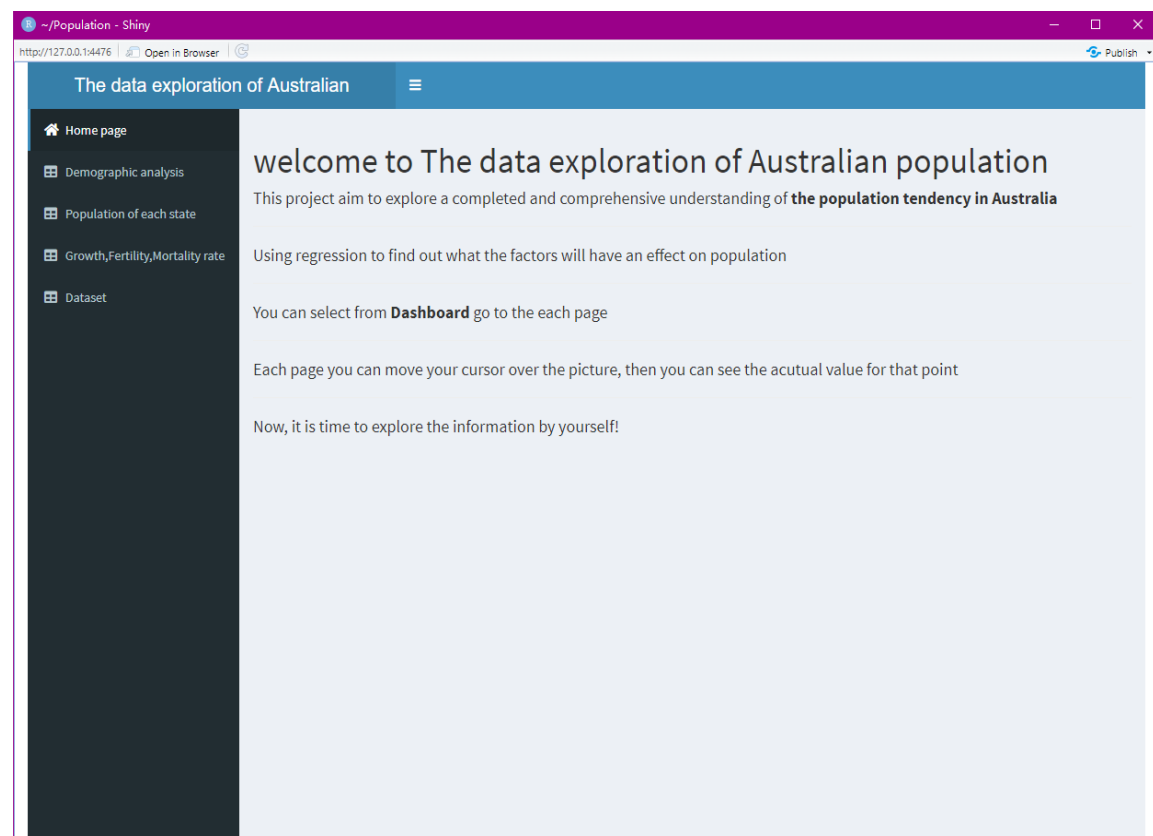 ~/Population - Shiny
http://127.0.0.1:4476 Open in Browser Publish
The data exploration of Australian
Home page
Demographic analysis
Population of each state
Growth,Fertility,Mortality rate
Dataset
welcome to The data exploration of Australian population
This project aim to explore a completed and comprehensive understanding of the population tendency in Australia
Using regression to find out what the factors will have an effect on population
You can select from Dashboard go to the each page
Each page you can move your cursor over the picture, then you can see the acutual value for that point
Now, it is time to explore the information by yourself!